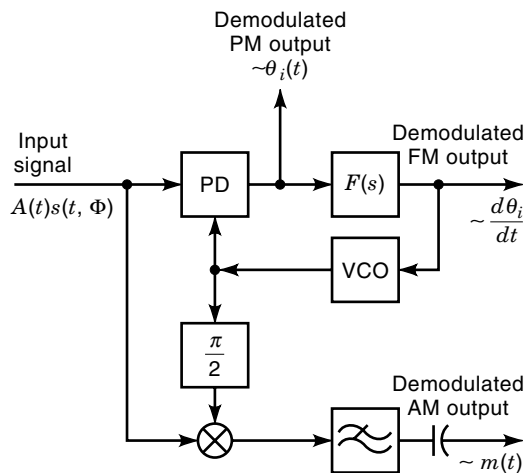 Demodulated
PM output
~θ_i(t)
Input
signal
A(t)s(t, Φ)
PD
F(s)
Demodulated
FM output
~ dθ_i/dt
VCO
π/2
Demodulated
AM output
~ m(t)